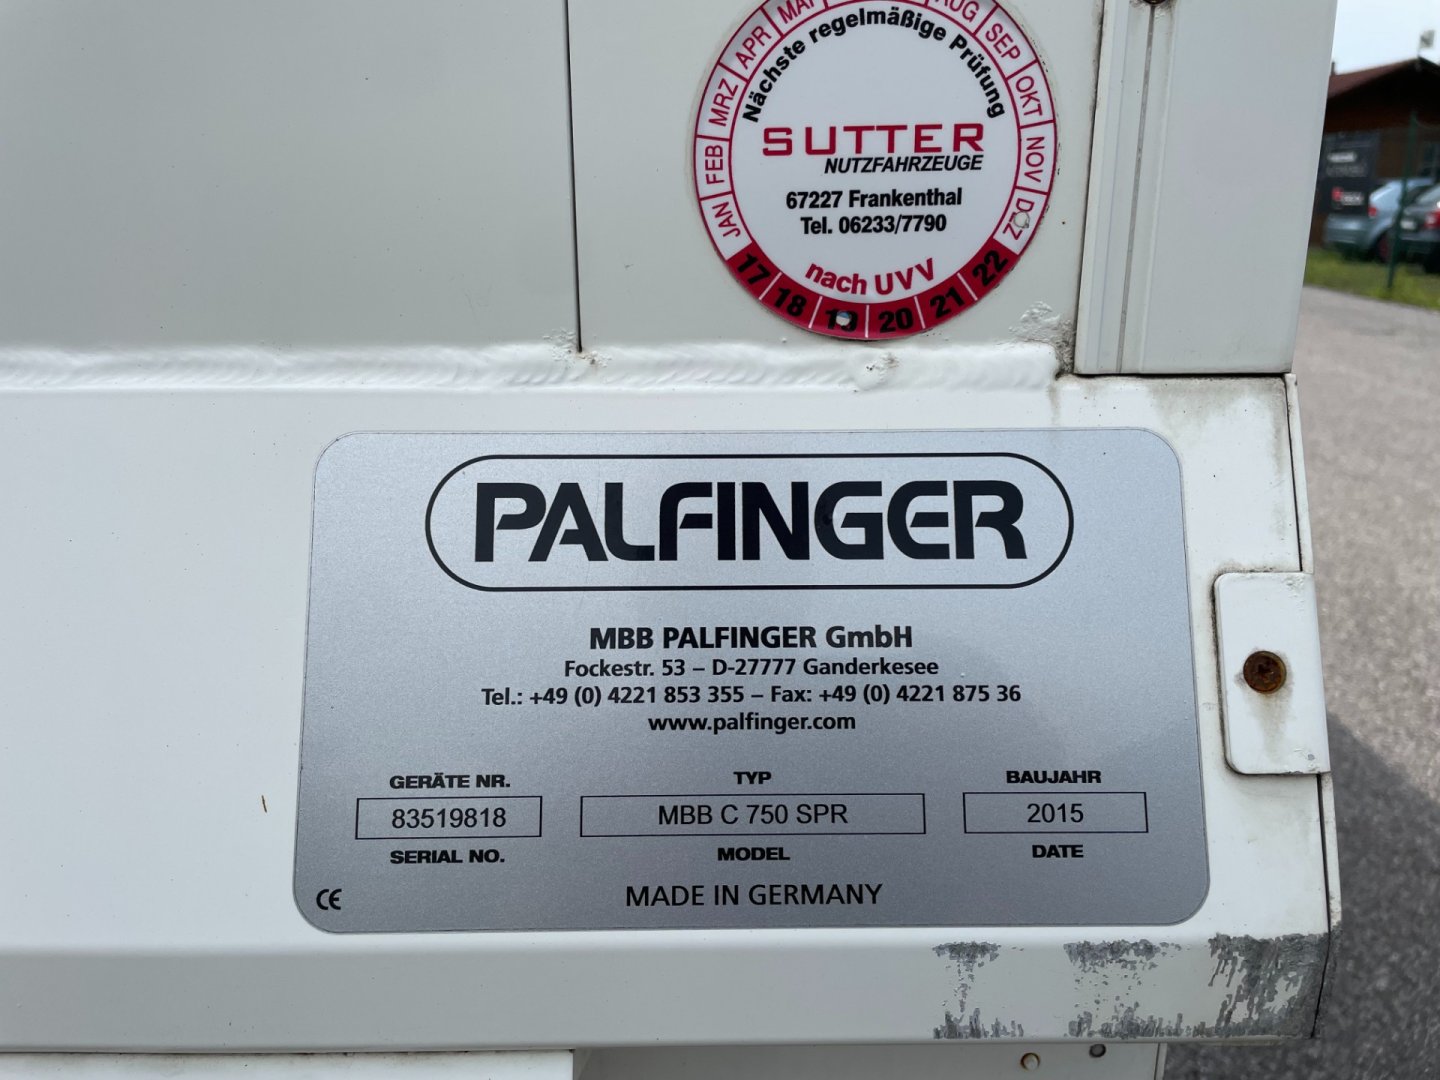 MAI
AUG
APR
SEP
MRZ
OKT
FEB
NOV
JAN
Nächste regelmäßige Prüfung
SUTTER
NUTZFAHRZEUGE
67227 Frankenthal
Tel. 06233/7790
nach UVV
17 18 19 20 21 22
PALFINGER
MBB PALFINGER GmbH
Fockestr. 53 – D-27777 Ganderkesee
Tel.: +49 (0) 4221 853 355 – Fax: +49 (0) 4221 875 36
www.palfinger.com
GERÄTE NR. TYP BAUJAHR
83519818 MBB C 750 SPR 2015
SERIAL NO. MODEL DATE
CE MADE IN GERMANY